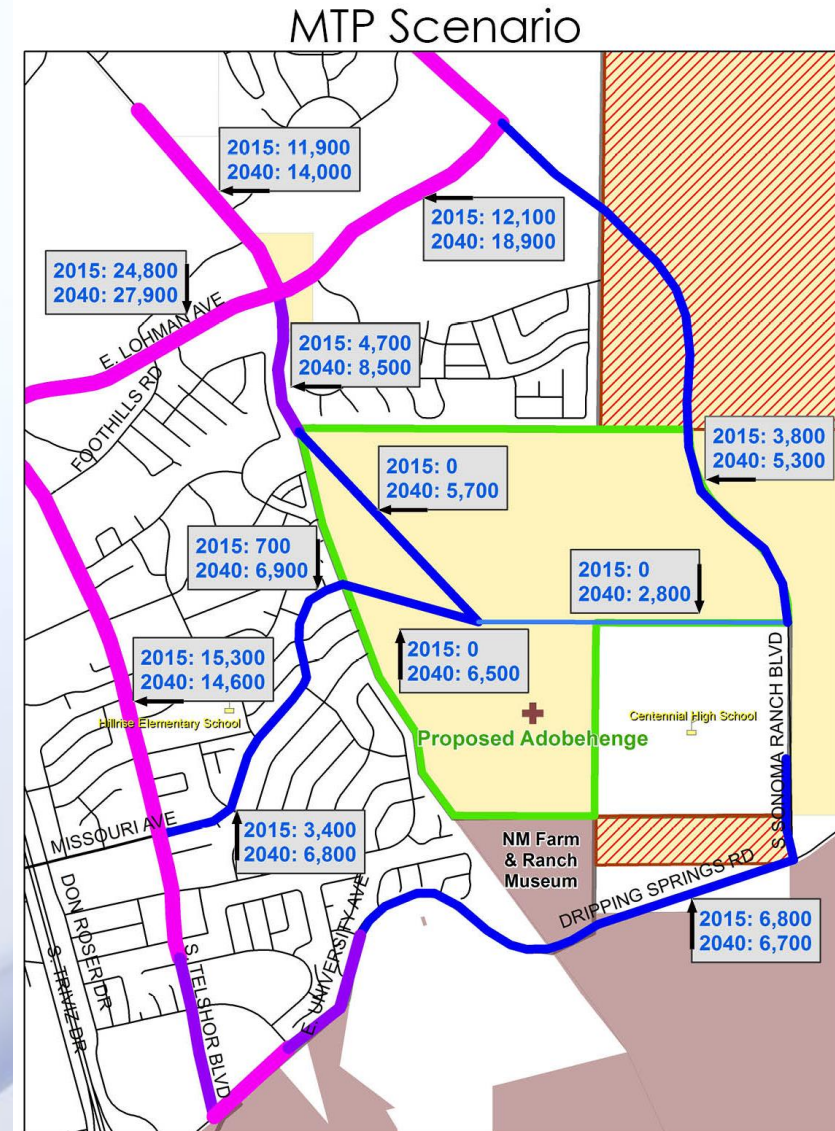 MTP Scenario
2015: 11,900
2040: 14,000
2015: 12,100
2040: 18,900
2015: 24,800
2040: 27,900
E. LOHMAN AVE
2015: 4,700
2040: 8,500
FOOTHILLS RD
2015: 3,800
2040: 5,300
2015: 0
2040: 5,700
2015: 700
2040: 6,900
2015: 0
2040: 2,800
2015: 0
2040: 6,500
2015: 15,300
2040: 14,600
Hillrise Elementary School
Proposed Adobehenge
Centennial High School
S. SONOMA RANCH BLVD
MISSOURI AVE
2015: 3,400
2040: 6,800
NM Farm
& Ranch
Museum
DRIPPING SPRINGS RD
DON ROSER DR
S. TRIVIZ DR
S. TELSHOR BLVD
E. UNIVERSITY AVE
2015: 6,800
2040: 6,700